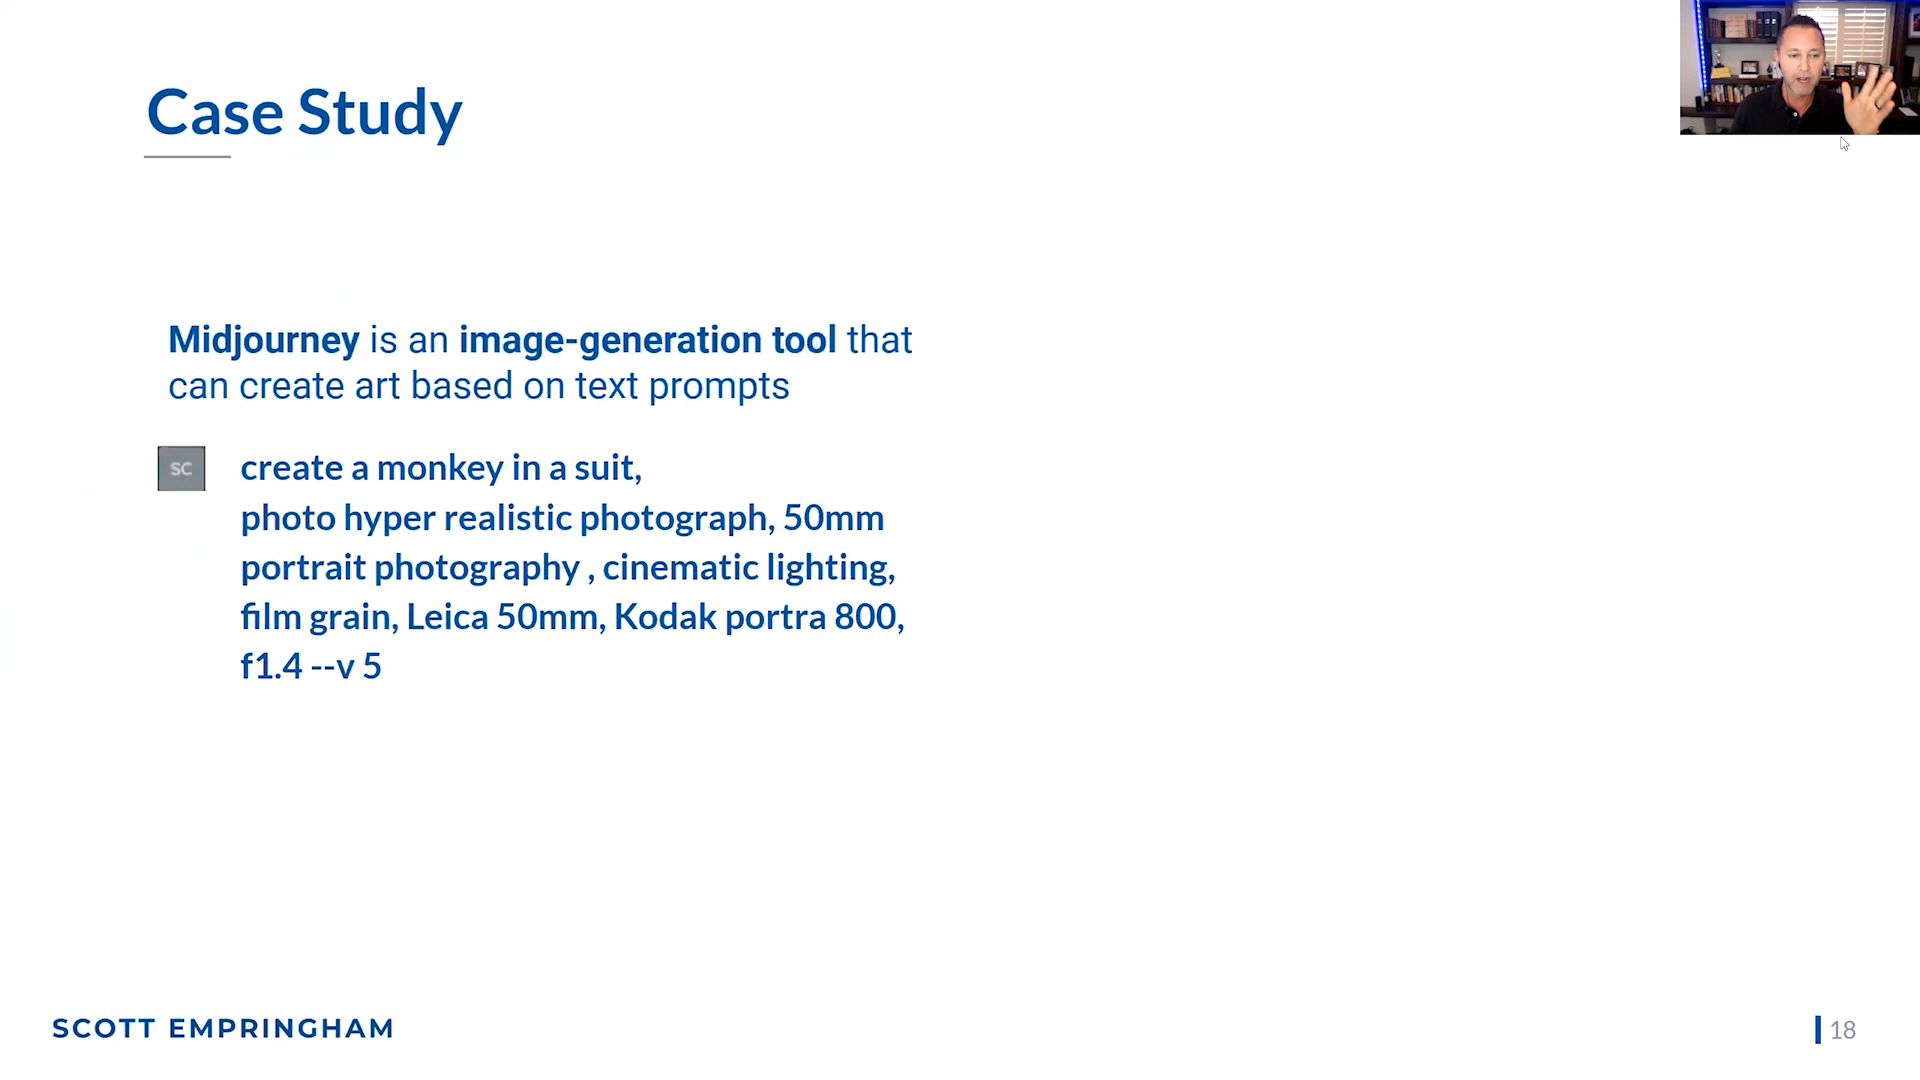 Case Study
Midjourney is an image-generation tool that
can create art based on text prompts
SC
create a monkey in a suit,
photo hyper realistic photograph, 50mm
portrait photography , cinematic lighting,
film grain, Leica 50mm, Kodak portra 800,
f1.4 --v 5
SCOTT EMPRINGHAM
18